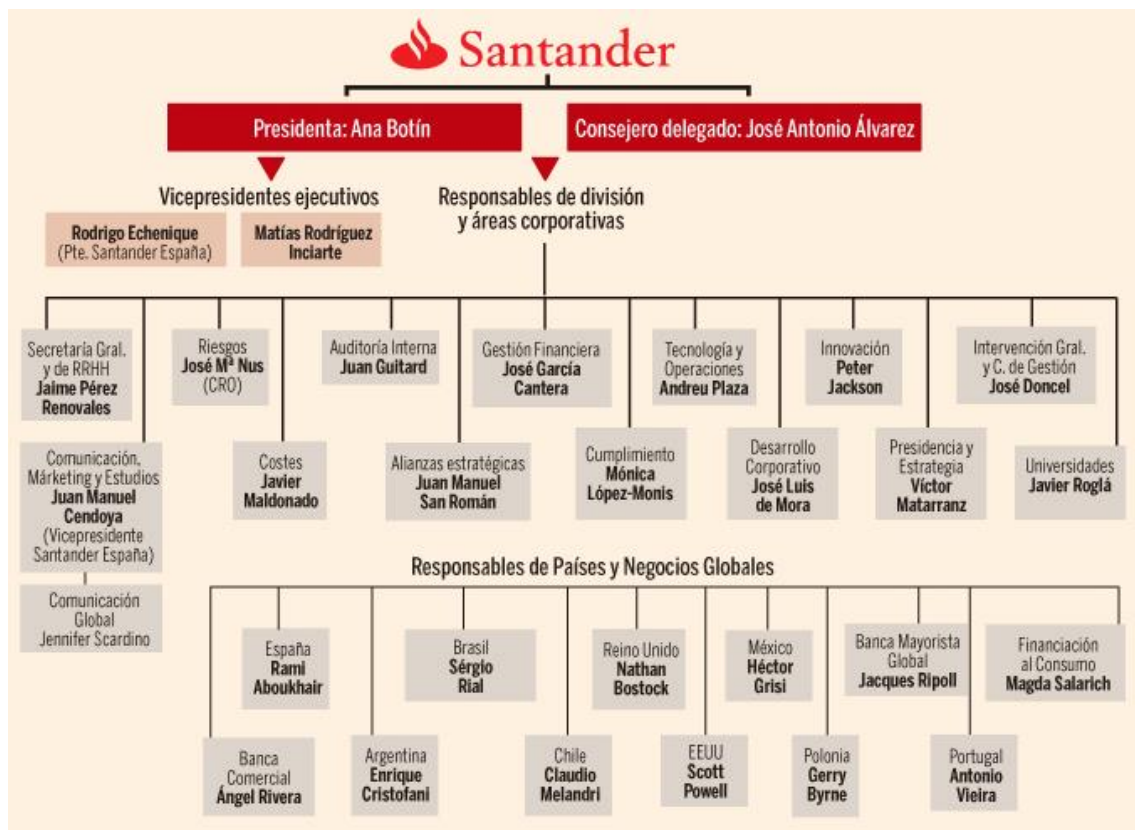 Santander
Presidenta: Ana Botín
Consejero delegado: José Antonio Álvarez
Vicepresidentes ejecutivos
Rodrigo Echenique
(Pte. Santander España)
Matías Rodríguez
Inciarte
Responsables de división
y áreas corporativas
Secretaría Gral.
y de RRHH
Jaime Pérez
Renovales
Riesgos
José Mª Nus
(CRO)
Auditoría Interna
Juan Guitard
Gestión Financiera
José García
Cantera
Tecnología y
Operaciones
Andreu Plaza
Innovación
Peter
Jackson
Intervención Gral.
y C. de Gestión
José Doncel
Comunicación,
Márketing y Estudios
Juan Manuel
Cendoya
(Vicepresidente
Santander España)
Costes
Javier
Maldonado
Alianzas estratégicas
Juan Manuel
San Román
Cumplimiento
Mónica
López-Monis
Desarrollo
Corporativo
José Luis
de Mora
Presidencia y
Estrategia
Víctor
Matarranz
Universidades
Javier Roglá
Comunicación
Global
Jennifer Scardino
Responsables de Países y Negocios Globales
España
Rami
Aboukhair
Brasil
Sérgio
Rial
Reino Unido
Nathan
Bostock
México
Héctor
Grisi
Banca Mayorista
Global
Jacques Ripoll
Financiación
al Consumo
Magda Salarich
Banca
Comercial
Ángel Rivera
Argentina
Enrique
Cristofani
Chile
Claudio
Melandri
EEUU
Scott
Powell
Polonia
Gerry
Byrne
Portugal
Antonio
Vieira